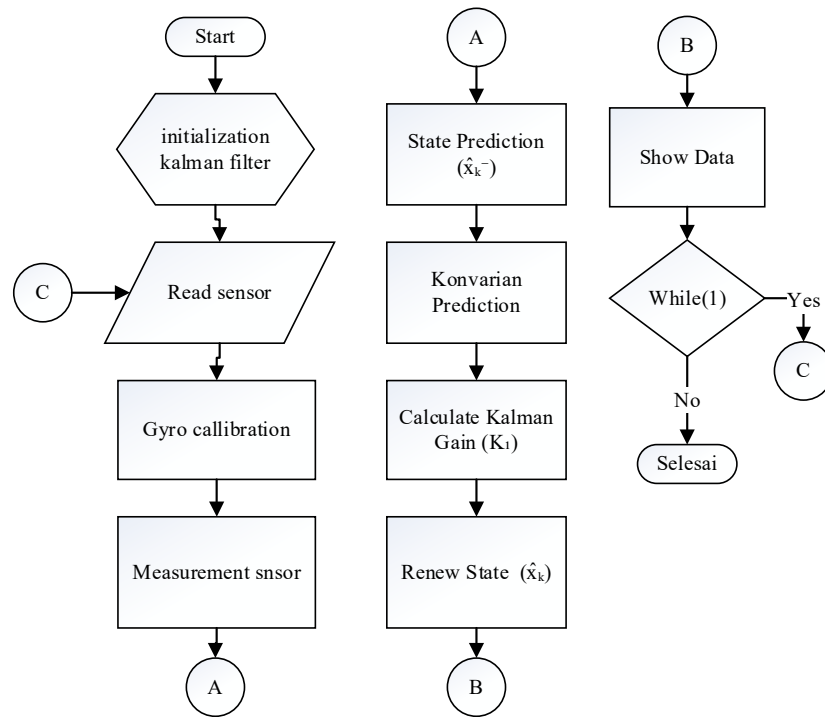 Start
initialization
kalman filter
C
Read sensor
Gyro callibration
Measurement snsor
A
A
State Prediction
(x̂ₖ⁻)
Konvarian
Prediction
Calculate Kalman
Gain (K₁)
Renew State (x̂ₖ)
B
B
Show Data
While(1)
Yes
C
No
Selesai